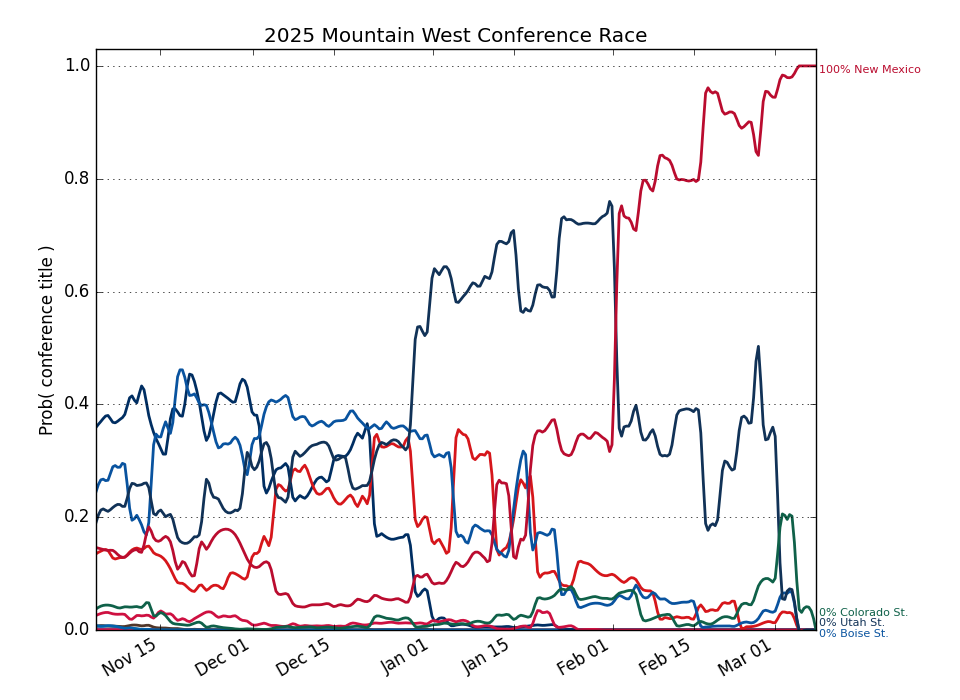 2025 Mountain West Conference Race
1.0
0.8
0.6
0.4
0.2
0.0
Prob( conference title )
100% New Mexico
0% Colorado St.
0% Utah St.
0% Boise St.
Nov 15
Dec 01
Dec 15
Jan 01
Jan 15
Feb 01
Feb 15
Mar 01